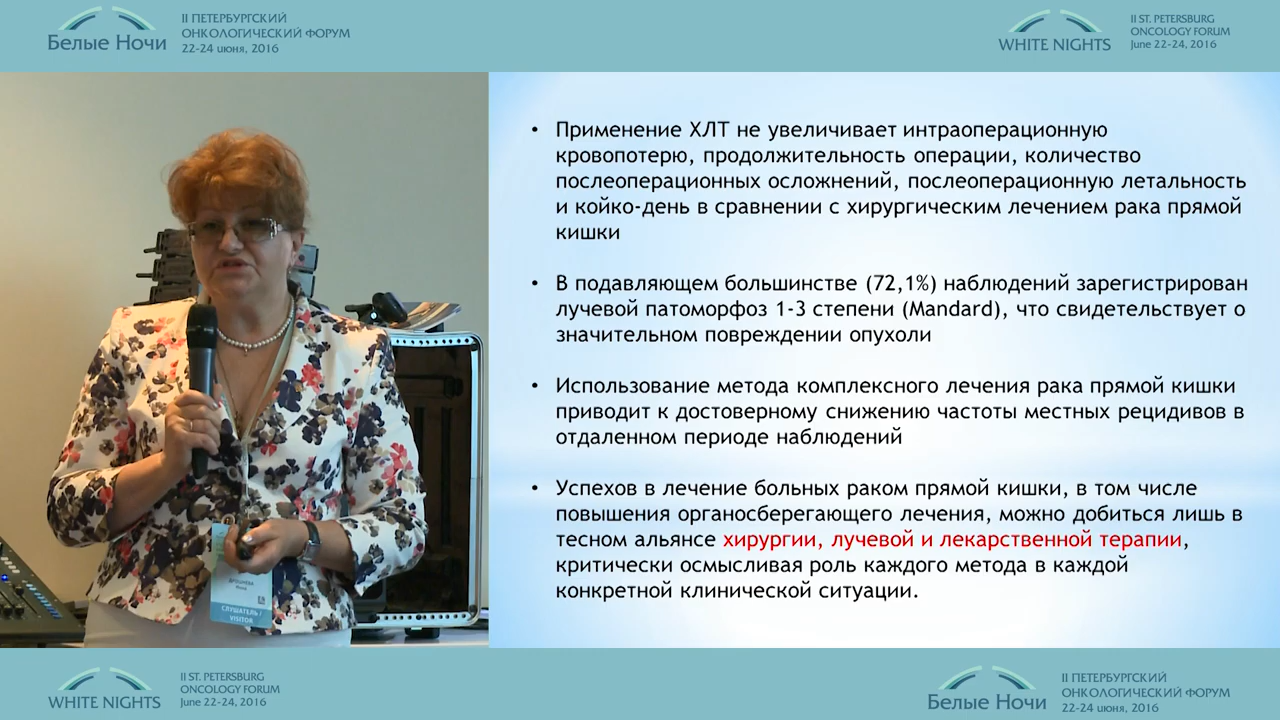 Белые Ночи
II ПЕТЕРБУРГСКИЙ
ОНКОЛОГИЧЕСКИЙ ФОРУМ
22-24 июня, 2016
WHITE NIGHTS
II ST. PETERSBURG
ONCOLOGY FORUM
June 22-24, 2016
• Применение ХЛТ не увеличивает интраоперационную
кровопотерю, продолжительность операции, количество
послеоперационных осложнений, послеоперационную летальность
и койко-день в сравнении с хирургическим лечением рака прямой
кишки
• В подавляющем большинстве (72,1%) наблюдений зарегистрирован
лучевой патоморфоз 1-3 степени (Mandard), что свидетельствует о
значительном повреждении опухоли
• Использование метода комплексного лечения рака прямой кишки
приводит к достоверному снижению частоты местных рецидивов в
отдаленном периоде наблюдений
• Успехов в лечение больных раком прямой кишки, в том числе
повышения органосберегающего лечения, можно добиться лишь в
тесном альянсе хирургии, лучевой и лекарственной терапии,
критически осмысливая роль каждого метода в каждой
конкретной клинической ситуации.
СЛУШАТЕЛЬ /
VISITOR
WHITE NIGHTS
II ST. PETERSBURG
ONCOLOGY FORUM
June 22-24, 2016
Белые Ночи
II ПЕТЕРБУРГСКИЙ
ОНКОЛОГИЧЕСКИЙ ФОРУМ
22-24 июня, 2016